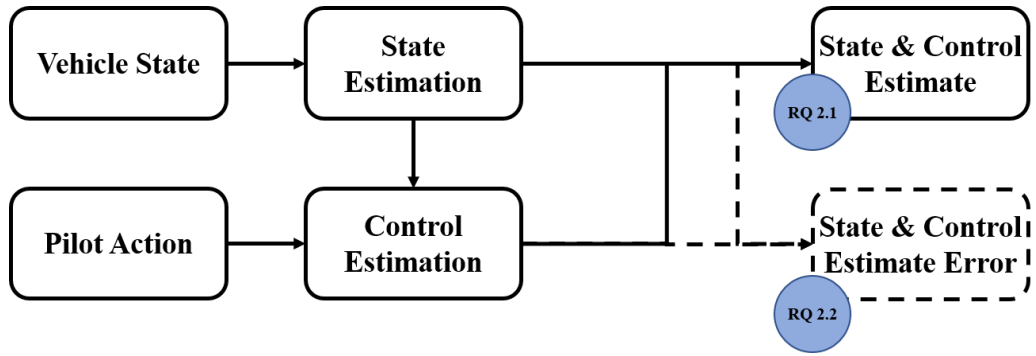 Vehicle State
State
Estimation
State & Control
Estimate
RQ 2.1
Pilot Action
Control
Estimation
State & Control
Estimate Error
RQ 2.2